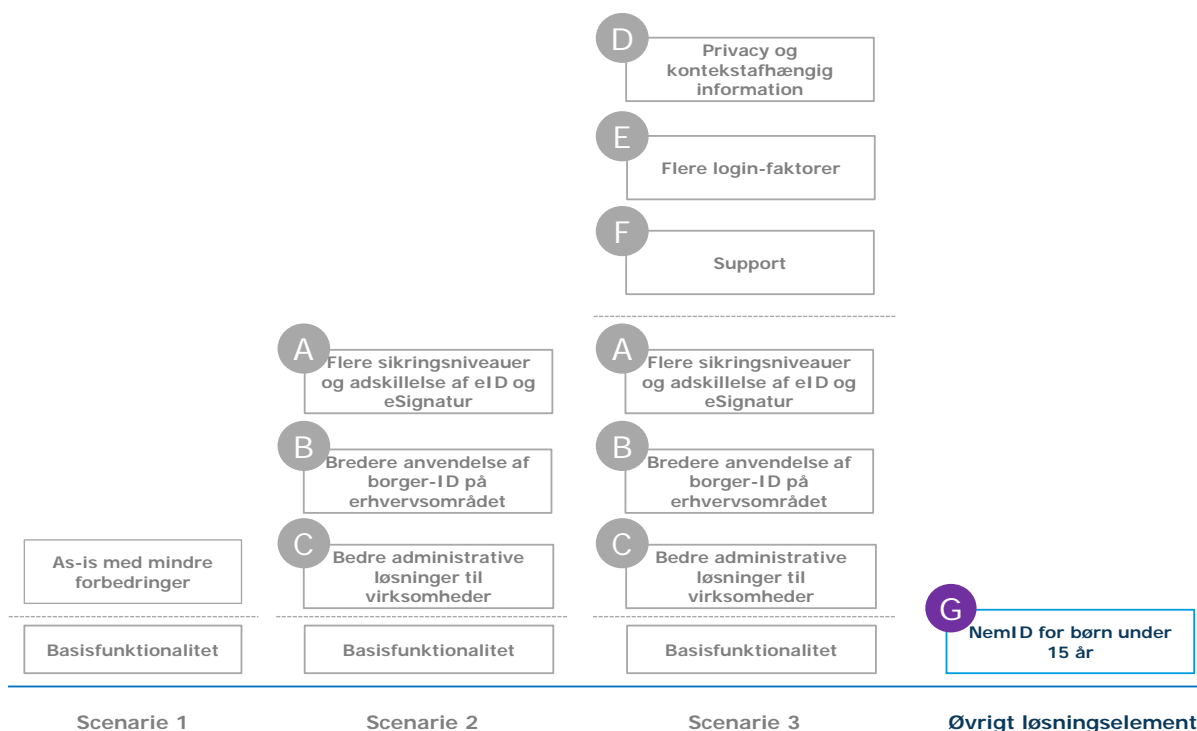 D
Privacy og
kontekstafhængig
information
E
Flere login-faktorer
F
Support
A
Flere sikringsniveauer
og adskillelse af eID og
eSignatur
A
Flere sikringsniveauer
og adskillelse af eID og
eSignatur
B
Bredere anvendelse af
borger-ID på
erhvervsområdet
B
Bredere anvendelse af
borger-ID på
erhvervsområdet
As-is med mindre
forbedringer
C
Bedre administrative
løsninger til
virksomheder
C
Bedre administrative
løsninger til
virksomheder
G
NemID for børn under
15 år
Basisfunktionalitet
Basisfunktionalitet
Basisfunktionalitet
Scenarie 1
Scenarie 2
Scenarie 3
Øvrigt løsningselement